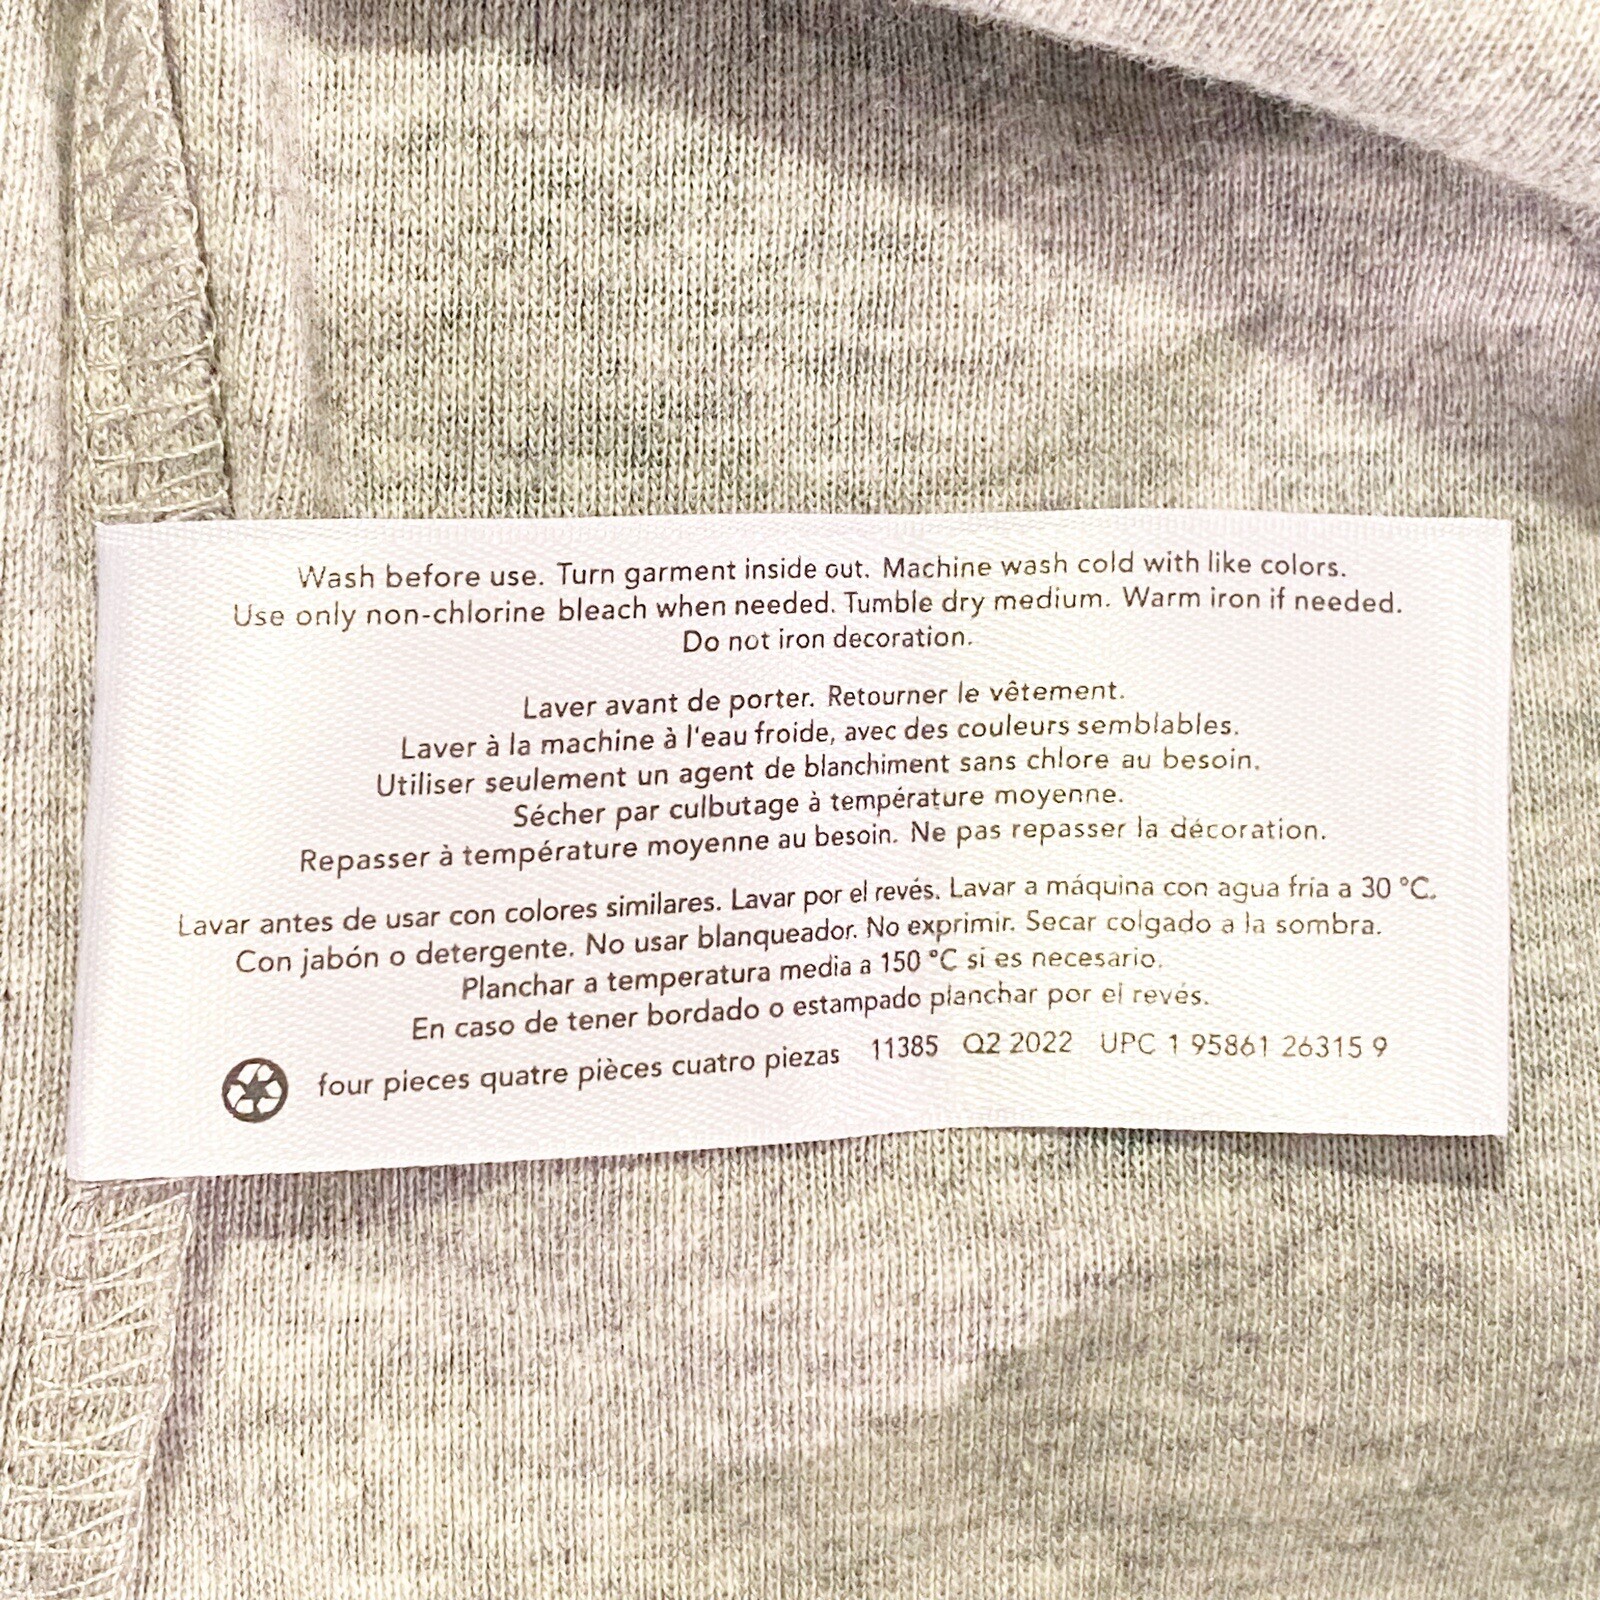 Wash before use. Turn garment inside out. Machine wash cold with like colors.
Use only non-chlorine bleach when needed. Tumble dry medium. Warm iron if needed.
Do not iron decoration.
Laver avant de porter. Retourner le vêtement.
Laver à la machine à l'eau froide, avec des couleurs semblables.
Utiliser seulement un agent de blanchiment sans chlore au besoin.
Sécher par culbutage à température moyenne.
Repasser à température moyenne au besoin. Ne pas repasser la décoration.
Lavar antes de usar con colores similares. Lavar por el revés. Lavar a máquina con agua fría a 30 °C.
Con jabón o detergente. No usar blanqueador. No exprimir. Secar colgado a la sombra.
Planchar a temperatura media a 150 °C si es necesario.
En caso de tener bordado o estampado planchar por el revés.
four pieces quatre pièces cuatro piezas 11385 Q2 2022 UPC 1 95861 26315 9